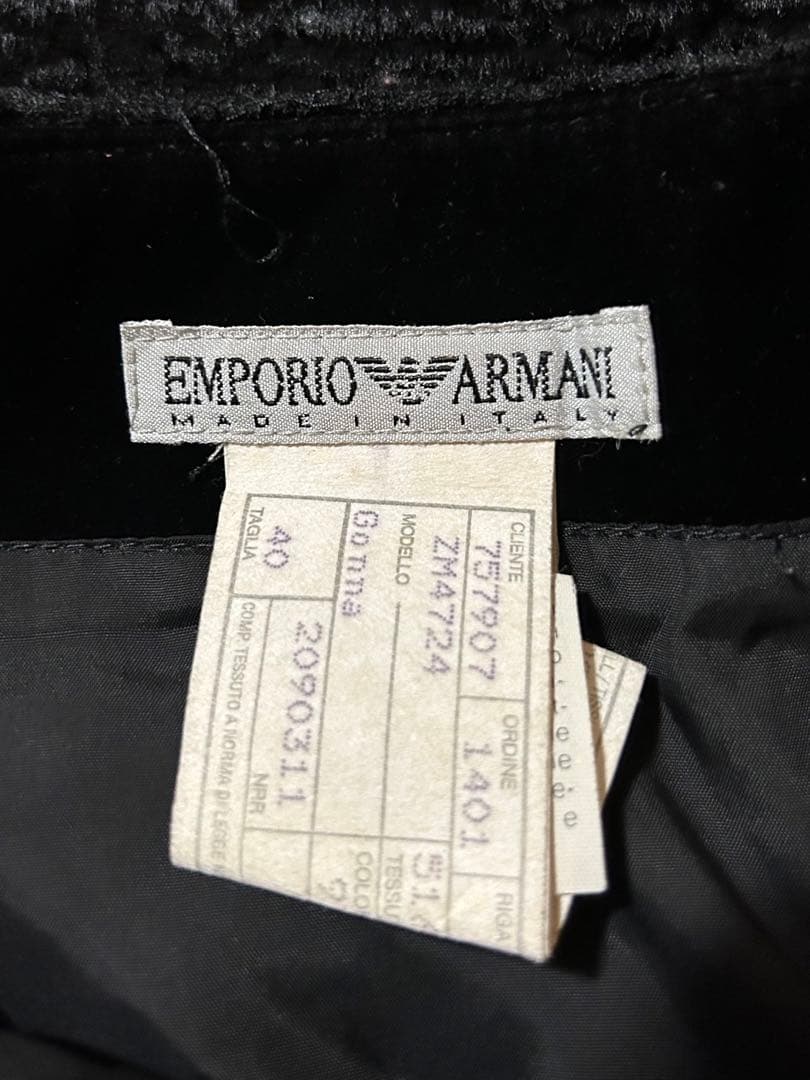 EMPORIO ARMANI
MADE IN ITALY
CLIENTE
757907
ORDINE
1401
RIGA
MODELLO
ZM4724
Gonna
TAGLIA
40
2090311
NRR
COMP. TESSUTO A NORMA DI LEGGE